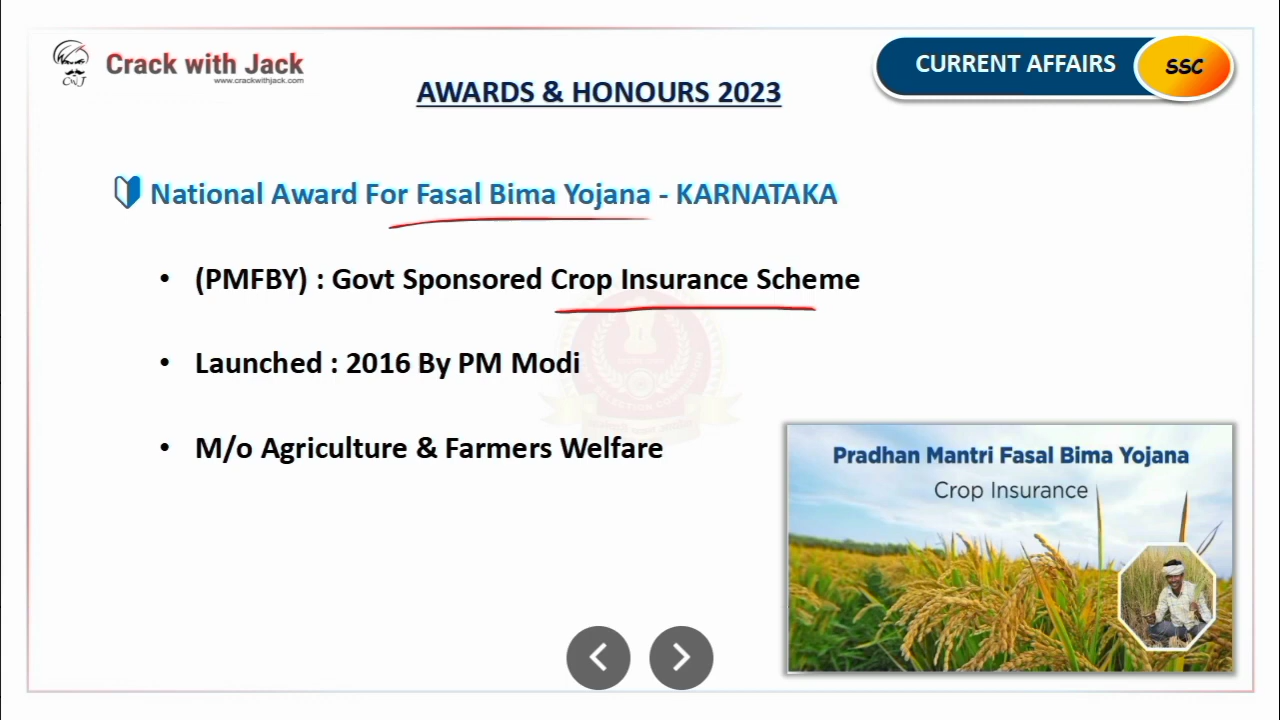 Crack with Jack
www.crackwithjack.com
CWJ
CURRENT AFFAIRS
SSC
AWARDS & HONOURS 2023
National Award For Fasal Bima Yojana - KARNATAKA
• (PMFBY) : Govt Sponsored Crop Insurance Scheme
• Launched : 2016 By PM Modi
• M/o Agriculture & Farmers Welfare
Pradhan Mantri Fasal Bima Yojana
Crop Insurance